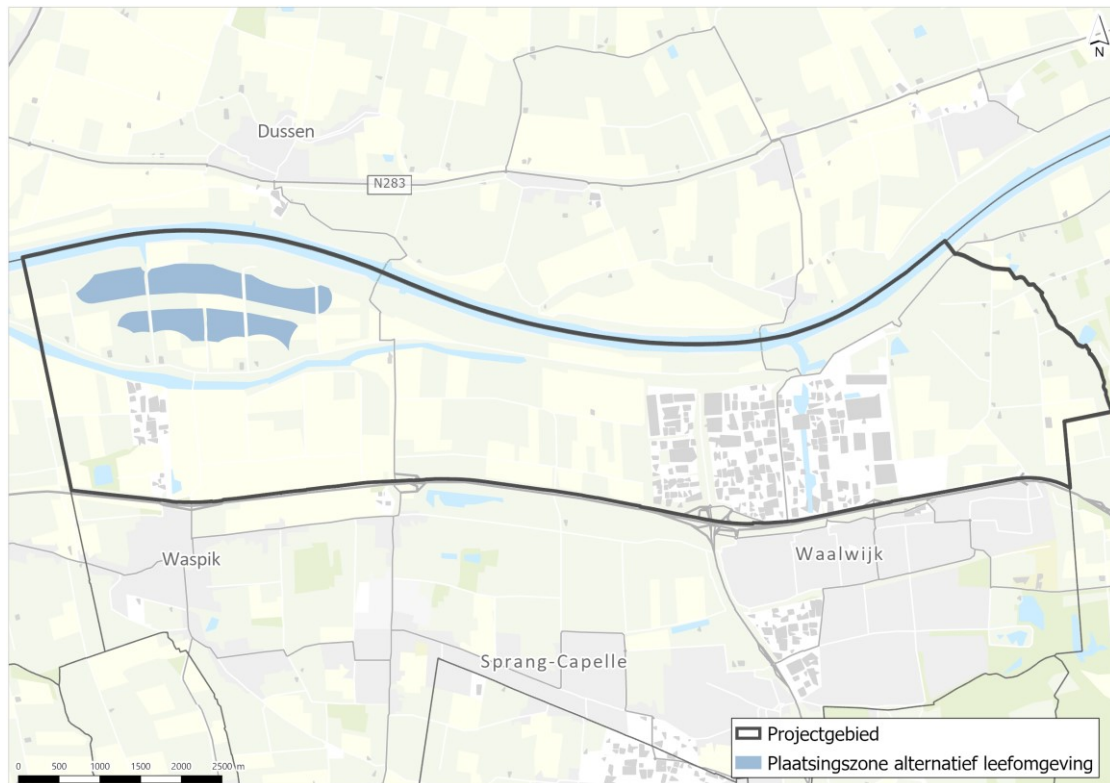 N
Dussen
N283
Waspik
Waalwijk
Sprang-Capelle
0 500 1000 1500 2000 2500 m
Projectgebied
Plaatsingszone alternatief leefomgeving